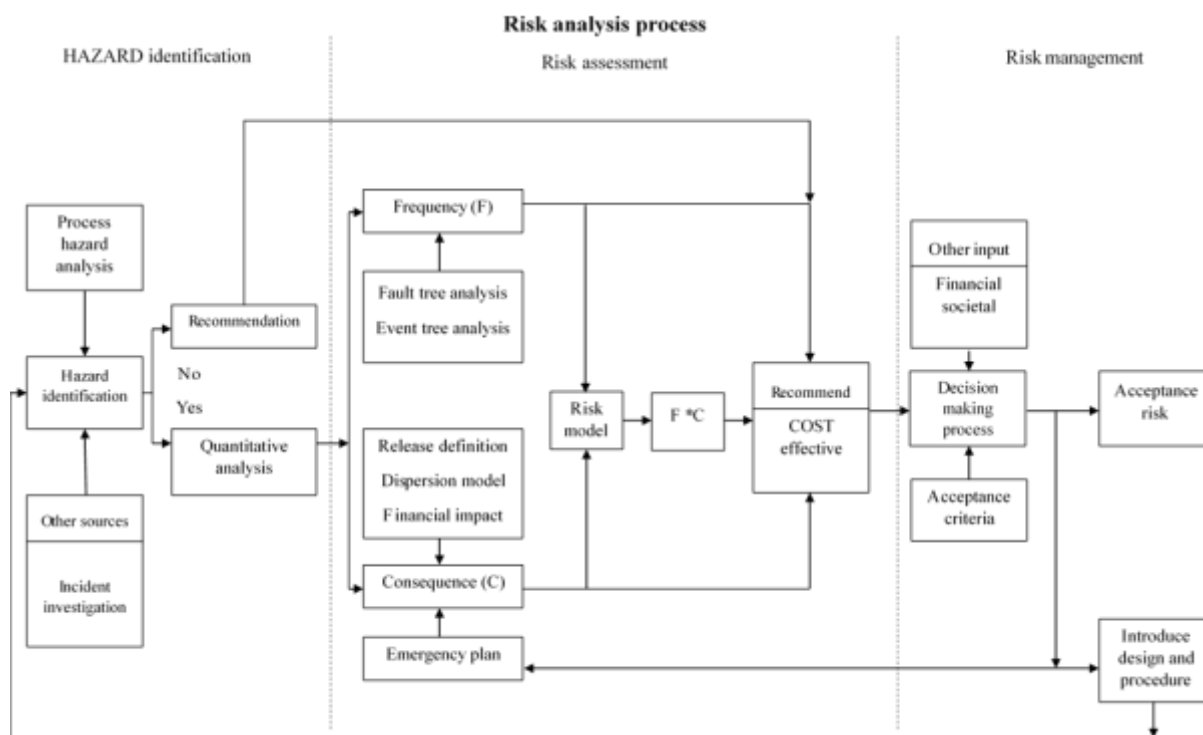 Risk analysis process
HAZARD identification
Risk assessment
Risk management
Process
hazard
analysis
Recommendation
No
Yes
Hazard
identification
Quantitative
analysis
Other sources
Incident
investigation
Frequency (F)
Fault tree analysis
Event tree analysis
Release definition
Dispersion model
Financial impact
Consequence (C)
Emergency plan
Risk
model
F *C
Recommend
COST
effective
Other input
Financial
societal
Decision
making
process
Acceptance
criteria
Acceptance
risk
Introduce
design and
procedure